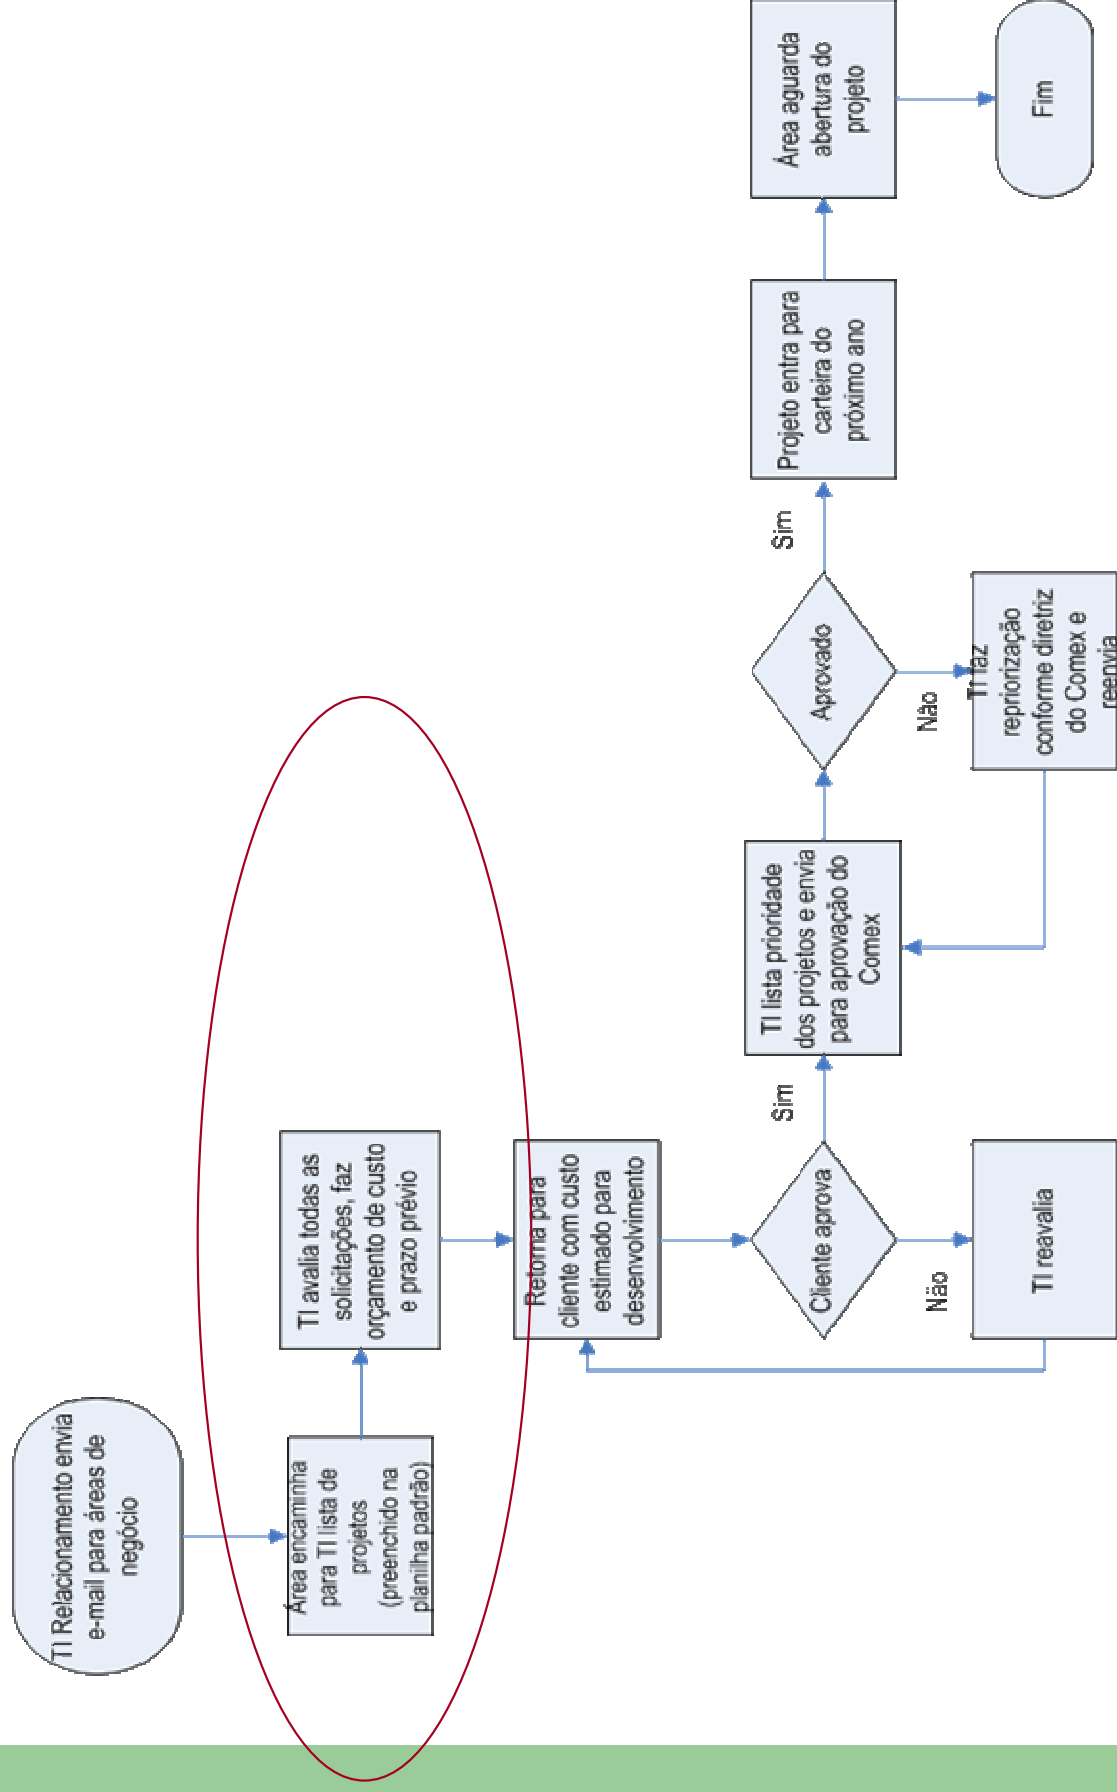 TI Relacionamento envia
e-mail para áreas de
negócio
Área encaminha
para TI lista de
projetos
(preenchido na
planilha padrão)
TI avalia todas as
solicitações, faz
orçamento de custo
e prazo prévio
Retorna para
cliente com custo
estimado para
desenvolvimento
Cliente aprova
Não
TI reavalia
Sim
TI lista prioridade
dos projetos e envia
para aprovação do
Comex
Aprovado
Não
TI faz
repriorização
conforme diretriz
do Comex e
reenvia
Sim
Projeto entra para
carteira do
próximo ano
Área aguarda
abertura do
projeto
Fim